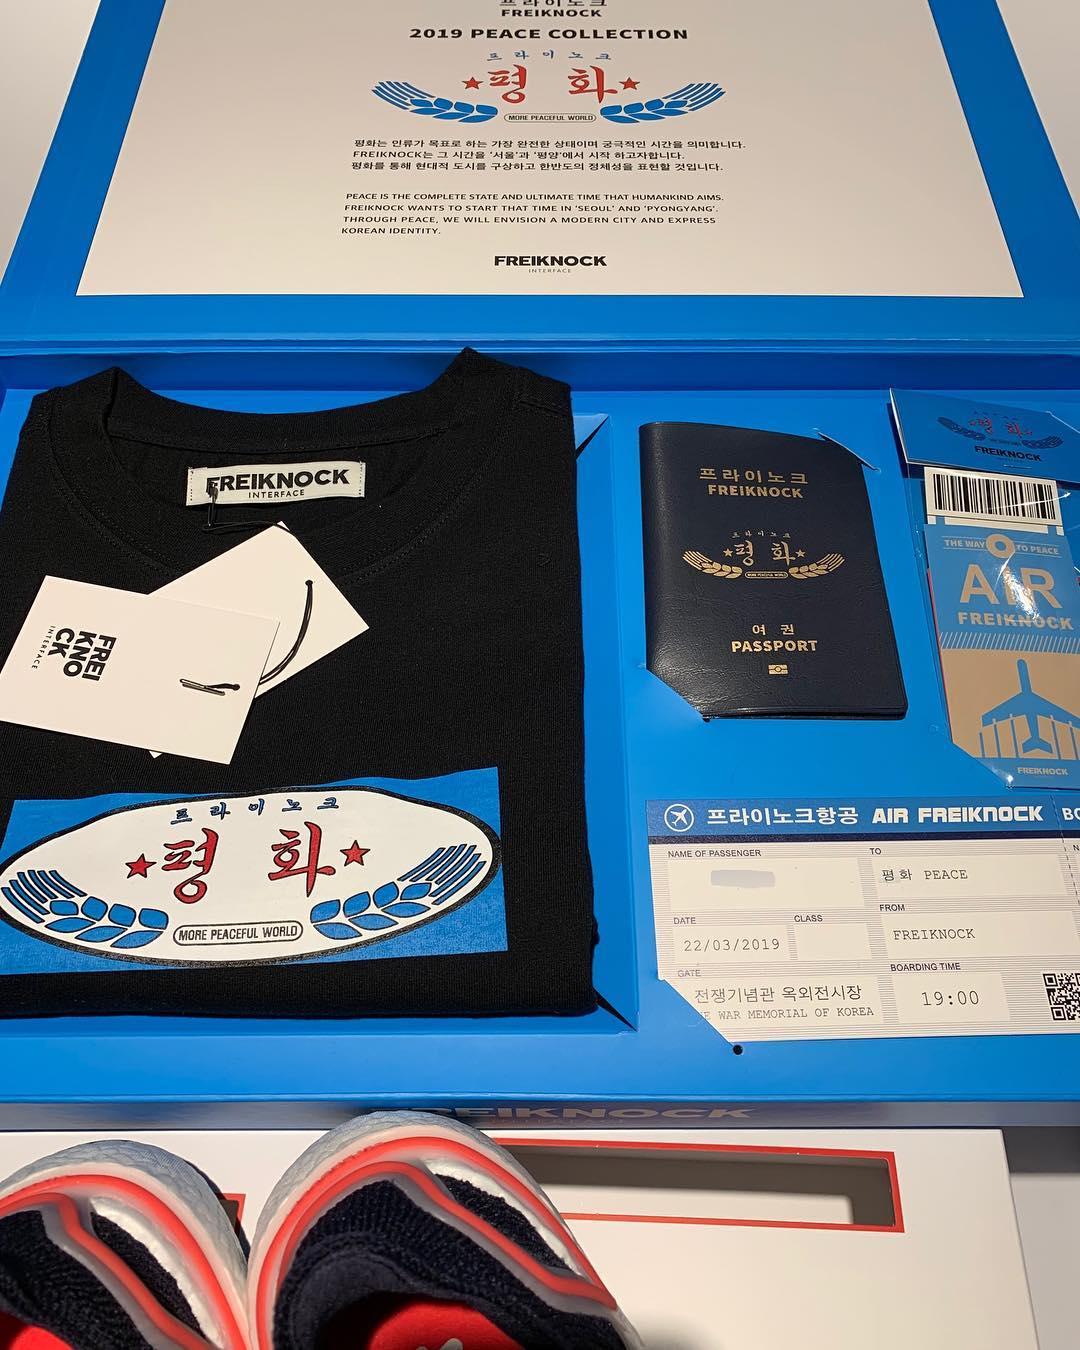 프라이노크
FREIKNOCK
2019 PEACE COLLECTION
프라이노크
평화
MORE PEACEFUL WORLD
평화는 인류가 목표로 하는 가장 완전한 상태이며 궁극적인 시간을 의미합니다.
FREIKNOCK는 그 시간을 '서울'과 '평양'에서 시작 하고자합니다.
평화를 통해 현대적 도시를 구상하고 한반도의 정체성을 표현할 것입니다.
PEACE IS THE COMPLETE STATE AND ULTIMATE TIME THAT HUMANKIND AIMS.
FREIKNOCK WANTS TO START THAT TIME IN 'SEOUL' AND 'PYONGYANG'.
THROUGH PEACE, WE WILL ENVISION A MODERN CITY AND EXPRESS
KOREAN IDENTITY.
FREIKNOCK
INTERFACE
FREIKNOCK
INTERFACE
FREI
KNO
CK
INTERFACE
프라이노크
평화
MORE PEACEFUL WORLD
프라이노크
FREIKNOCK
프라이노크
평화
MORE PEACEFUL WORLD
여권
PASSPORT
평화
FREIKNOCK
THE WAY TO PEACE
AIR
FREIKNOCK
FREIKNOCK
프라이노크항공 AIR FREIKNOCK BO
NAME OF PASSENGER
TO
평화 PEACE
FROM
FREIKNOCK
DATE
22/03/2019
CLASS
GATE
전쟁기념관 옥외전시장
E WAR MEMORIAL OF KOREA
BOARDING TIME
19:00
REIKNOCK